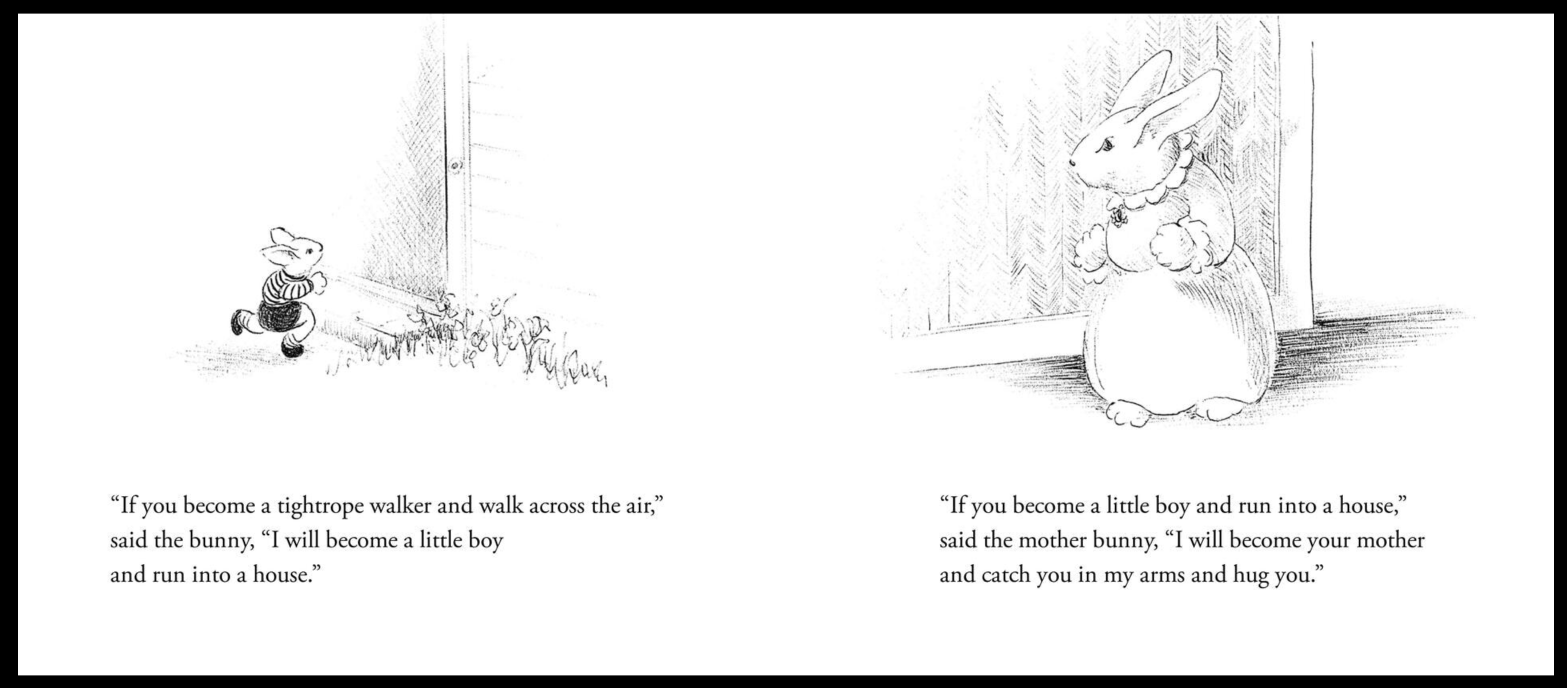 “If you become a tightrope walker and walk across the air,”
said the bunny, “I will become a little boy
and run into a house.”
“If you become a little boy and run into a house,”
said the mother bunny, “I will become your mother
and catch you in my arms and hug you.”